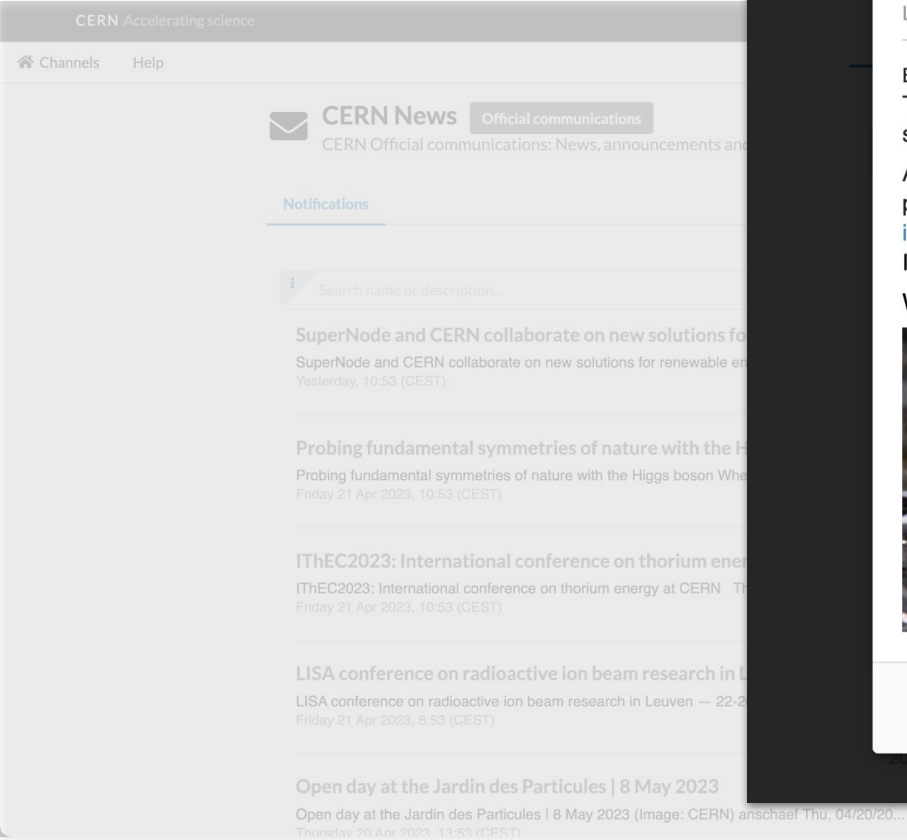 CERN Accelerating science
Channels Help
CERN News Official communications
CERN Official communications: News, announcements and
Notifications
Search name or description...
SuperNode and CERN collaborate on new solutions fo
SuperNode and CERN collaborate on new solutions for renewable en
Yesterday, 10:53 (CEST)
Probing fundamental symmetries of nature with the H
Probing fundamental symmetries of nature with the Higgs boson Whe
Friday 21 Apr 2023, 10:53 (CEST)
IThEC2023: International conference on thorium ener
IThEC2023: International conference on thorium energy at CERN Th
Friday 21 Apr 2023, 10:53 (CEST)
LISA conference on radioactive ion beam research in L
LISA conference on radioactive ion beam research in Leuven — 22-2
Friday 21 Apr 2023, 8:53 (CEST)
Open day at the Jardin des Particules | 8 May 2023
Open day at the Jardin des Particules | 8 May 2023 (Image: CERN) anschaef Thu, 04/20/20...
Thursday 20 Apr 2023, 13:53 (CEST)